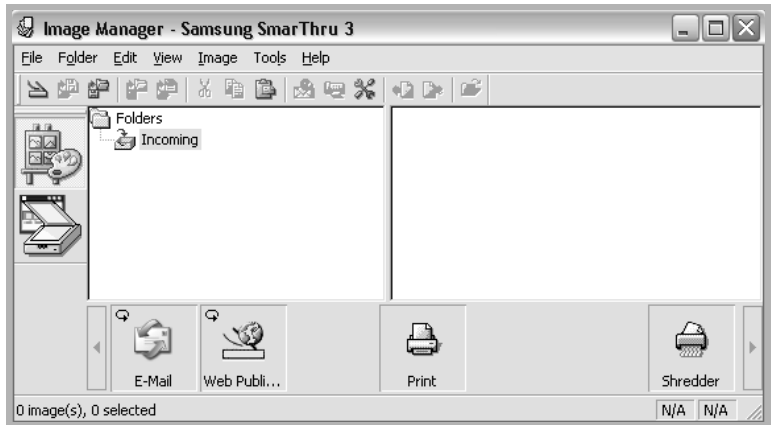 Image Manager - Samsung SmarThru 3
File Folder Edit View Image Tools Help
Folders
Incoming
E-Mail Web Publi... Print Shredder
0 image(s), 0 selected N/A N/A